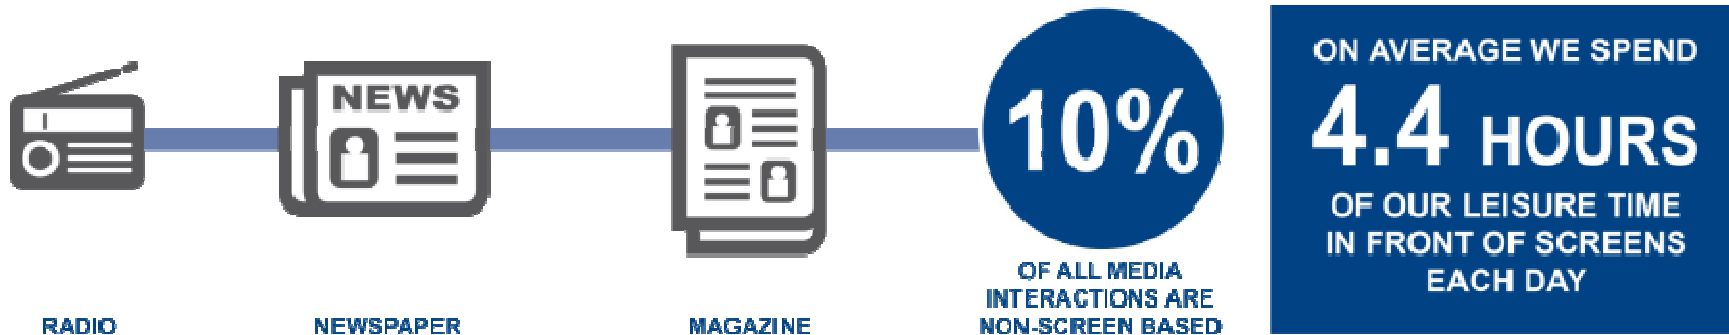 NEWS
RADIO
NEWSPAPER
MAGAZINE
10%
OF ALL MEDIA
INTERACTIONS ARE
NON-SCREEN BASED
ON AVERAGE WE SPEND
4.4 HOURS
OF OUR LEISURE TIME
IN FRONT OF SCREENS
EACH DAY